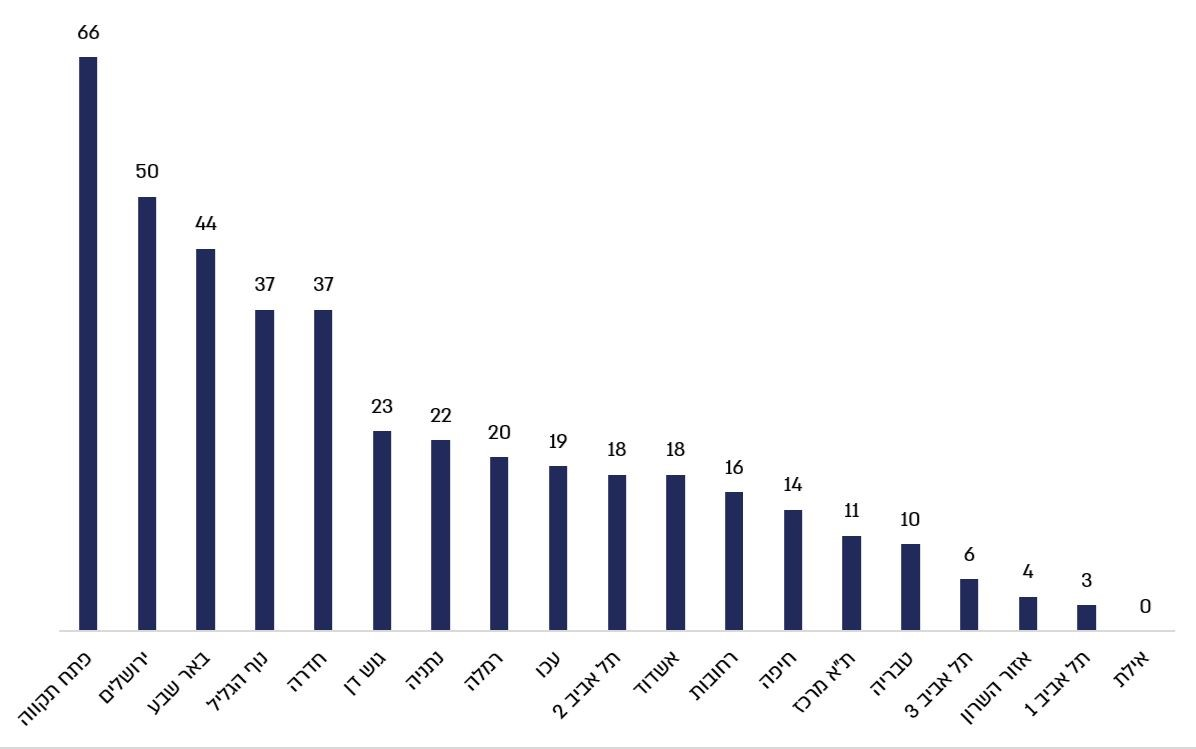 66
50
44
37
37
23
22
20
19
18
18
16
14
11
10
6
4
3
0
פתח תקווה
ירושלים
באר שבע
נוף הגליל
חדרה
גוש דן
נתניה
רמלה
עכו
תל אביב 2
אשדוד
רחובות
חיפה
ת"א מרכז
טבריה
תל אביב 3
אזור השרון
תל אביב 1
אילת